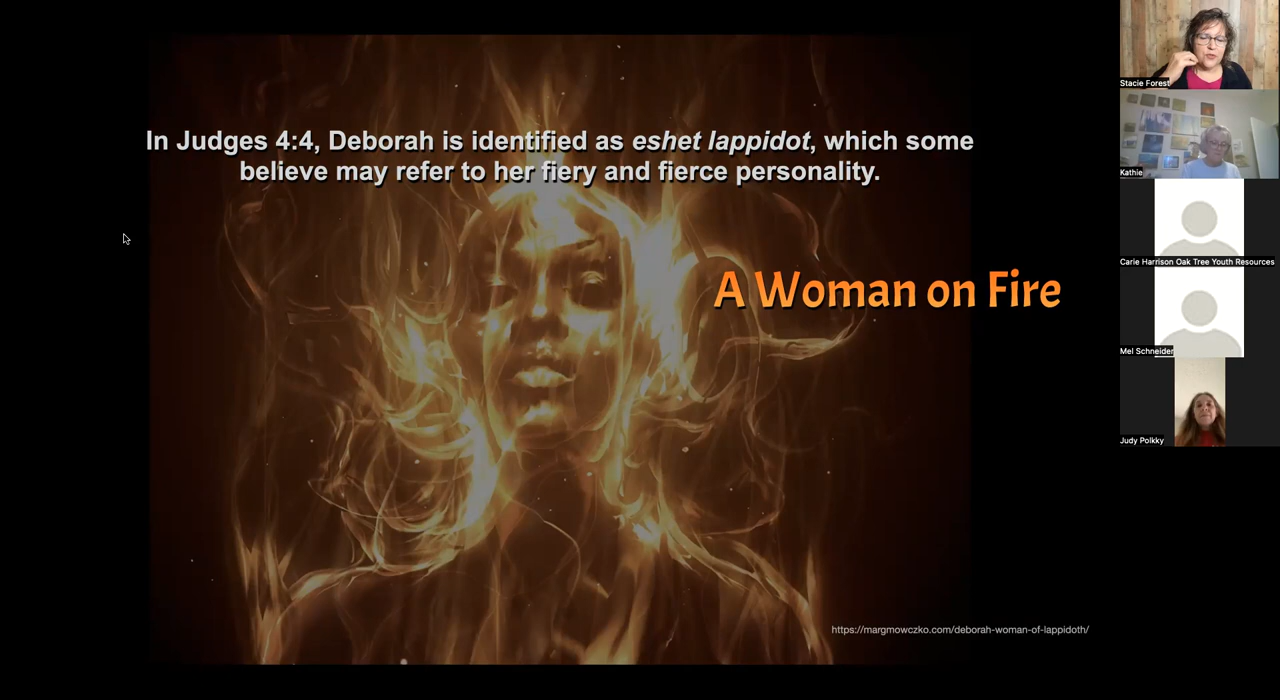 In Judges 4:4, Deborah is identified as eshet lappidot, which some
believe may refer to her fiery and fierce personality.
A Woman on Fire
https://margmowczko.com/deborah-woman-of-lappidoth/
Stacie Forest
Kathie
Carie Harrison Oak Tree Youth Resources
Mel Schneider
Judy Polkky